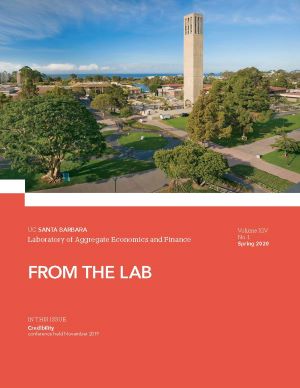 UC SANTA BARBARA
Laboratory of Aggregate Economics and Finance
Volume XIV
No 1
Spring 2020
FROM THE LAB
IN THIS ISSUE
Credibility
conference held November 2019